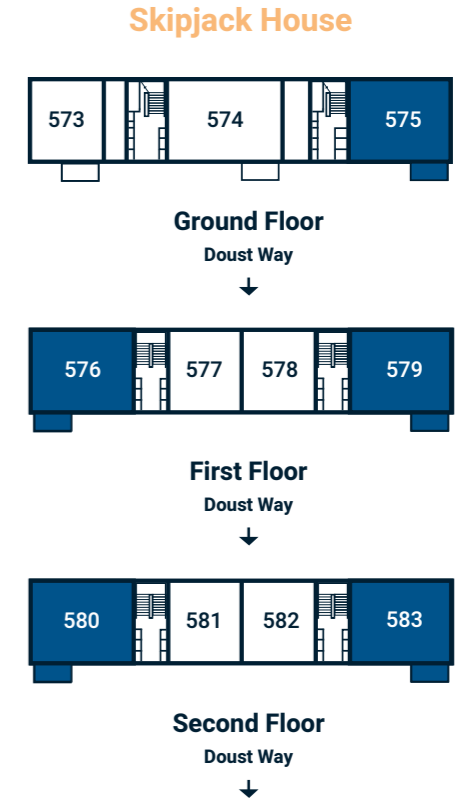 Skipjack House
573 574 575
Ground Floor
Doust Way
576 577 578 579
First Floor
Doust Way
580 581 582 583
Second Floor
Doust Way